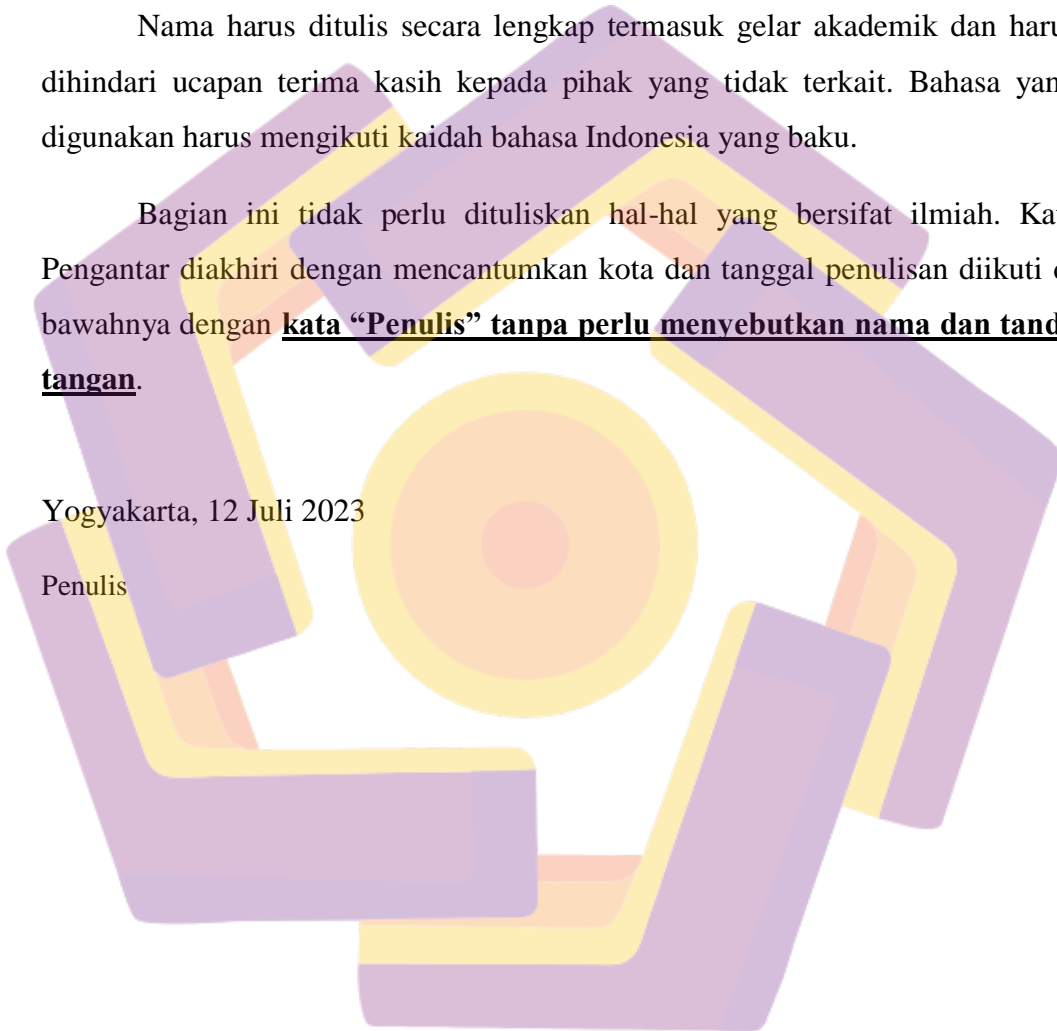 Nama harus ditulis secara lengkap termasuk gelar akademik dan haru
dihindari ucapan terima kasih kepada pihak yang tidak terkait. Bahasa yan
digunakan harus mengikuti kaidah bahasa Indonesia yang baku.
Bagian ini tidak perlu dituliskan hal-hal yang bersifat ilmiah. Ka
Pengantar diakhiri dengan mencantumkan kota dan tanggal penulisan diikuti
bawahnya dengan kata “Penulis” tanpa perlu menyebutkan nama dan tand
tangan.
Yogyakarta, 12 Juli 2023
Penulis